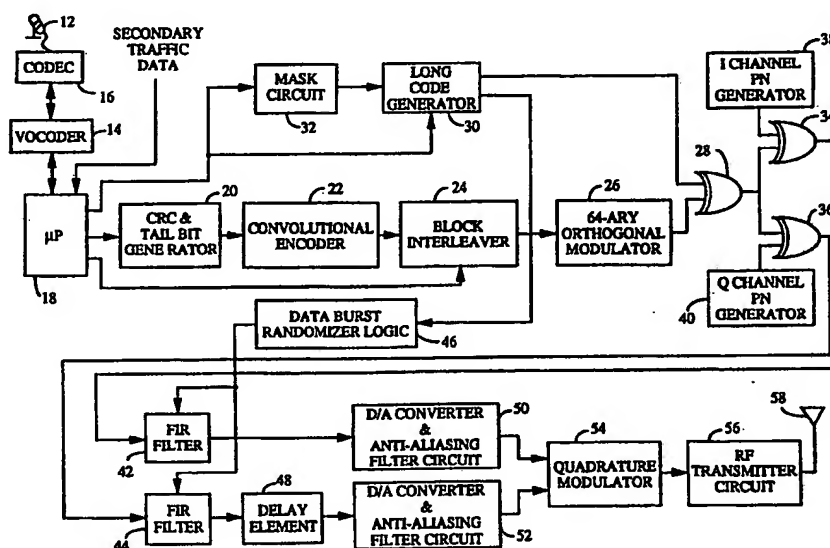 12
SECONDARY
TRAFFIC
DATA
CODEC
16
VOCODER
14
μP
18
MASK
CIRCUIT
32
LONG
CODE
GENERATOR
30
I CHANNEL
PN
GENERATOR
38
34
28
36
20
CRC &
TAIL BIT
GENERATOR
22
CONVOLUTIONAL
ENCODER
24
BLOCK
INTERLEAVER
26
64-ARY
ORTHOGONAL
MODULATOR
Q CHANNEL
PN
GENERATOR
40
DATA BURST
RANDOMIZER LOGIC
46
FIR
FILTER
42
50
D/A CONVERTER
&
ANTI-ALIASING
FILTER CIRCUIT
54
QUADRATURE
MODULATOR
56
RF
TRANSMITTER
CIRCUIT
58
FIR
FILTER
44
48
DELAY
ELEMENT
D/A CONVERTER
&
ANTI-ALIASING
FILTER CIRCUIT
52